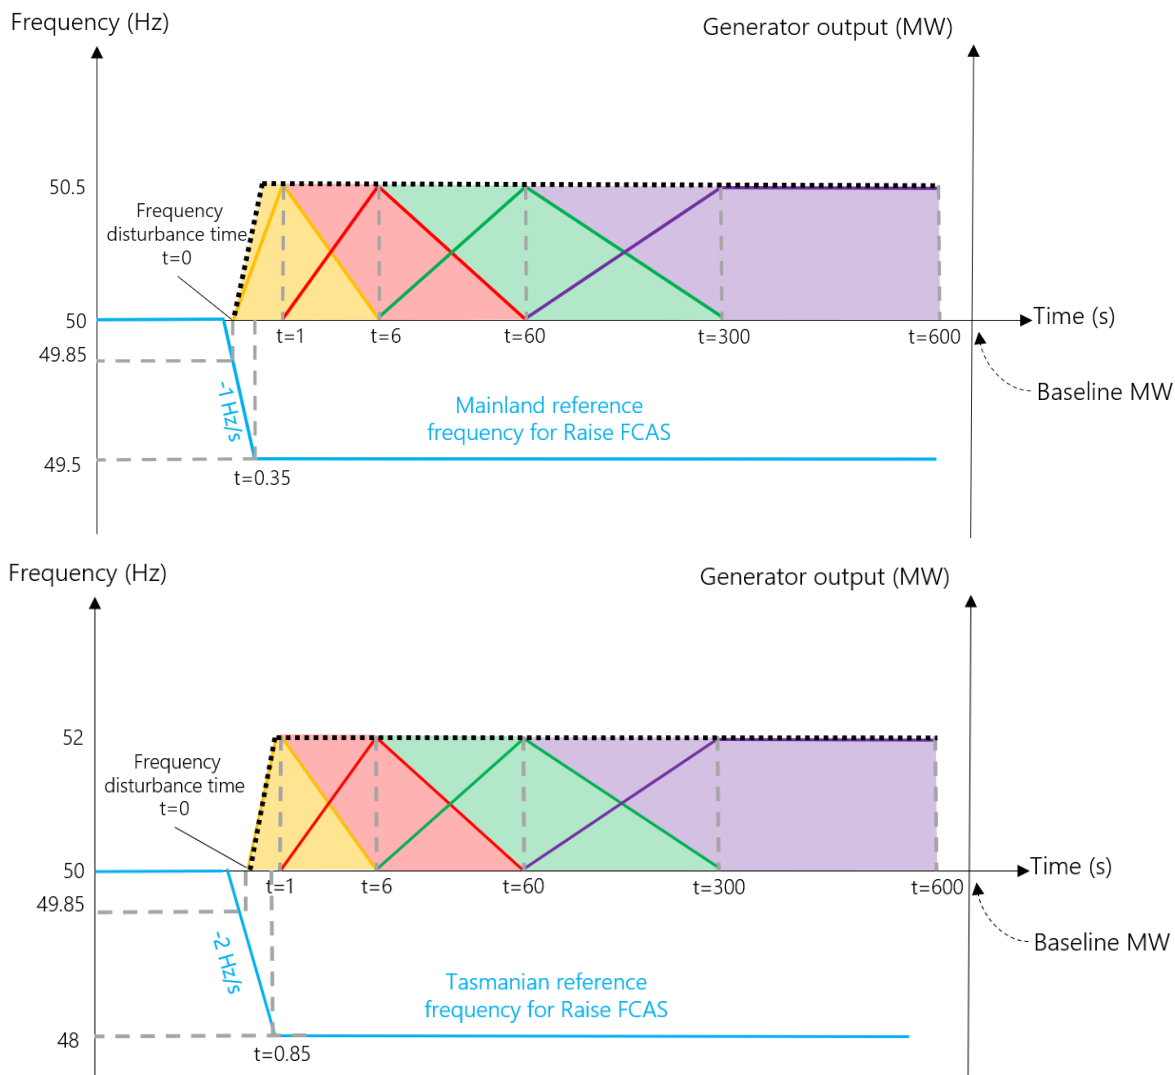 Frequency (Hz)
Generator output (MW)
50.5
Frequency
disturbance time
t=0
50
Time (s)
t=1
t=6
t=60
t=300
t=600
49.85
-1 Hz/s
Baseline MW
Mainland reference
frequency for Raise FCAS
49.5
t=0.35
Frequency (Hz)
Generator output (MW)
52
Frequency
disturbance time
t=0
50
Time (s)
t=1
t=6
t=60
t=300
t=600
49.85
-2 Hz/s
Baseline MW
Tasmanian reference
frequency for Raise FCAS
48
t=0.85